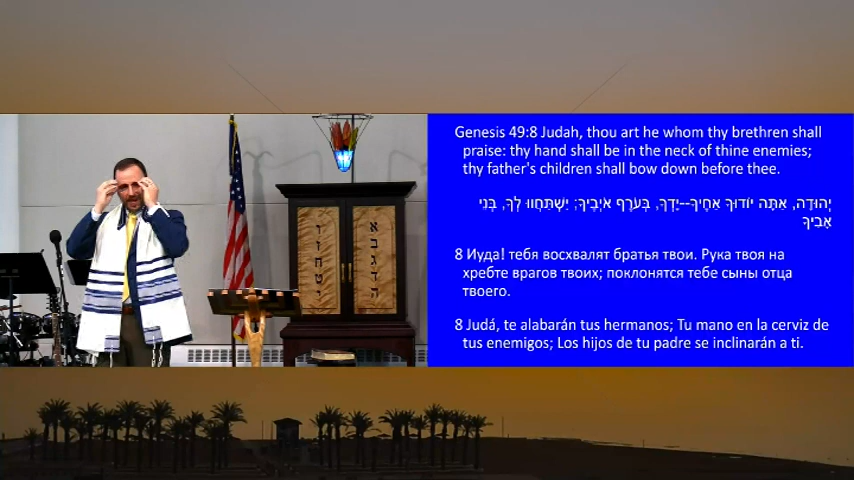 Genesis 49:8 Judah, thou art he whom thy brethren shall
praise: thy hand shall be in the neck of thine enemies;
thy father's children shall bow down before thee.
יְהוּדָה, אַתָּה יוֹדוּךָ אַחֶיךָ--יָדְךָ, בְּעֹרֶף אֹיְבֶיךָ; יִשְׁתַּחֲווּ לְךָ, בְּנֵי
אָבִיךָ
8 Иуда! тебя восхвалят братья твои. Рука твоя на
хребте врагов твоих; поклонятся тебе сыны отца
твоего.
8 Judá, te alabarán tus hermanos; Tu mano en la cerviz de
tus enemigos; Los hijos de tu padre se inclinarán a ti.
א
ב
ג
ד
ה
ו
ז
ח
ט
י